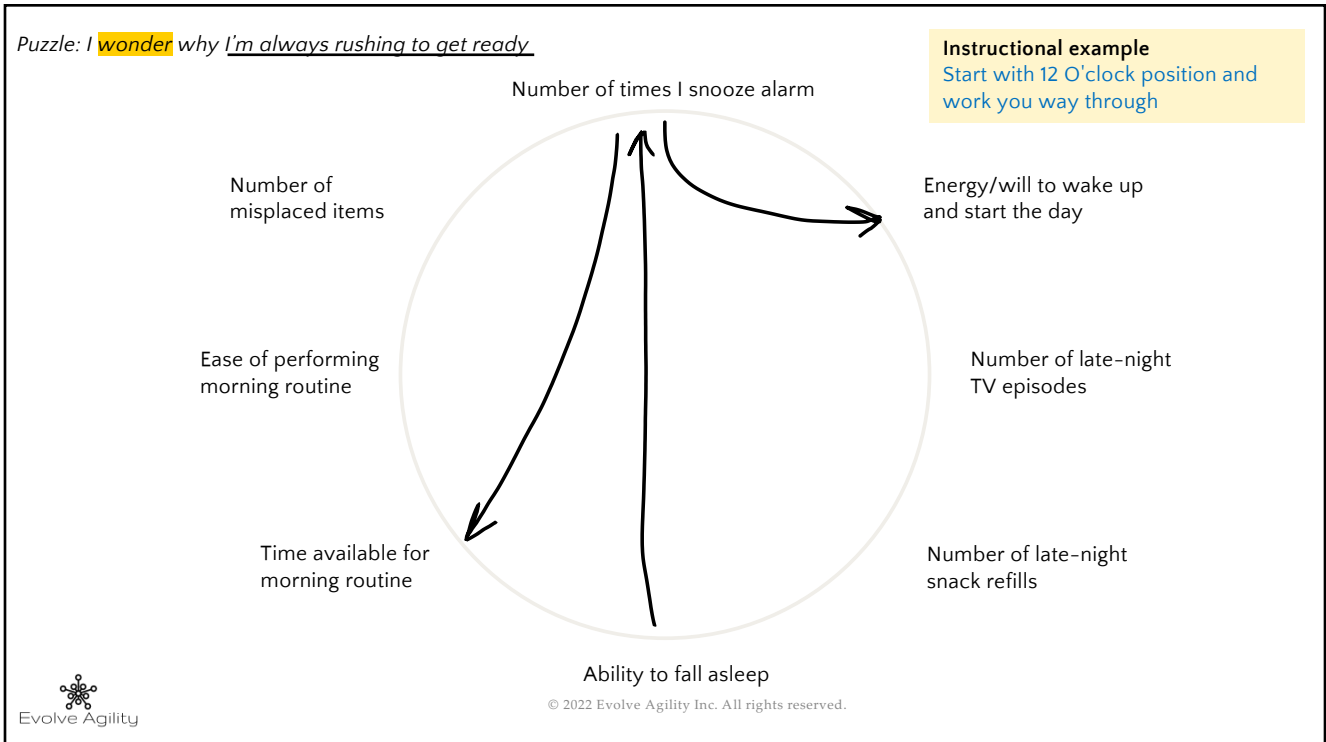 Puzzle: I wonder why I'm always rushing to get ready
Instructional example
Start with 12 O'clock position and
work you way through
Number of times I snooze alarm
Number of
misplaced items
Energy/will to wake up
and start the day
Ease of performing
morning routine
Number of late-night
TV episodes
Time available for
morning routine
Number of late-night
snack refills
Ability to fall asleep
© 2022 Evolve Agility Inc. All rights reserved.
Evolve Agility